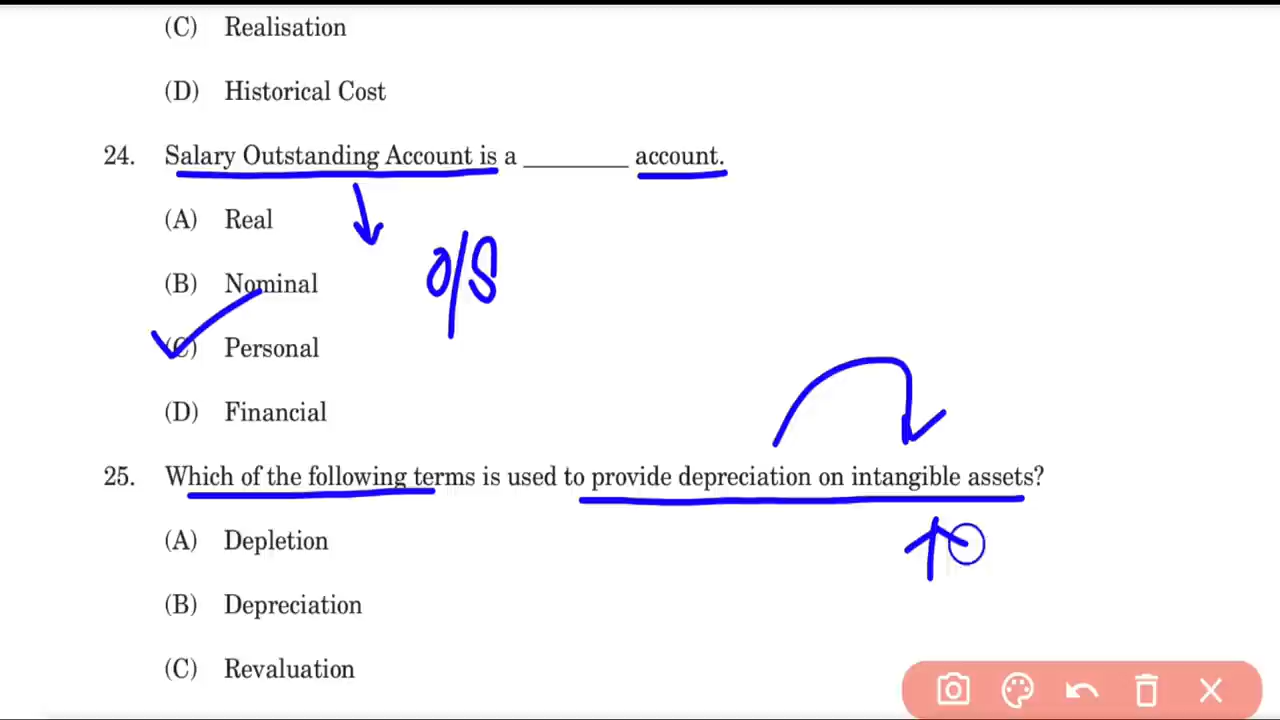 (C) Realisation
(D) Historical Cost
24. Salary Outstanding Account is a ________ account.
(A) Real
(B) Nominal
O/S
(C) Personal
(D) Financial
25. Which of the following terms is used to provide depreciation on intangible assets?
(A) Depletion
(B) Depreciation
(C) Revaluation